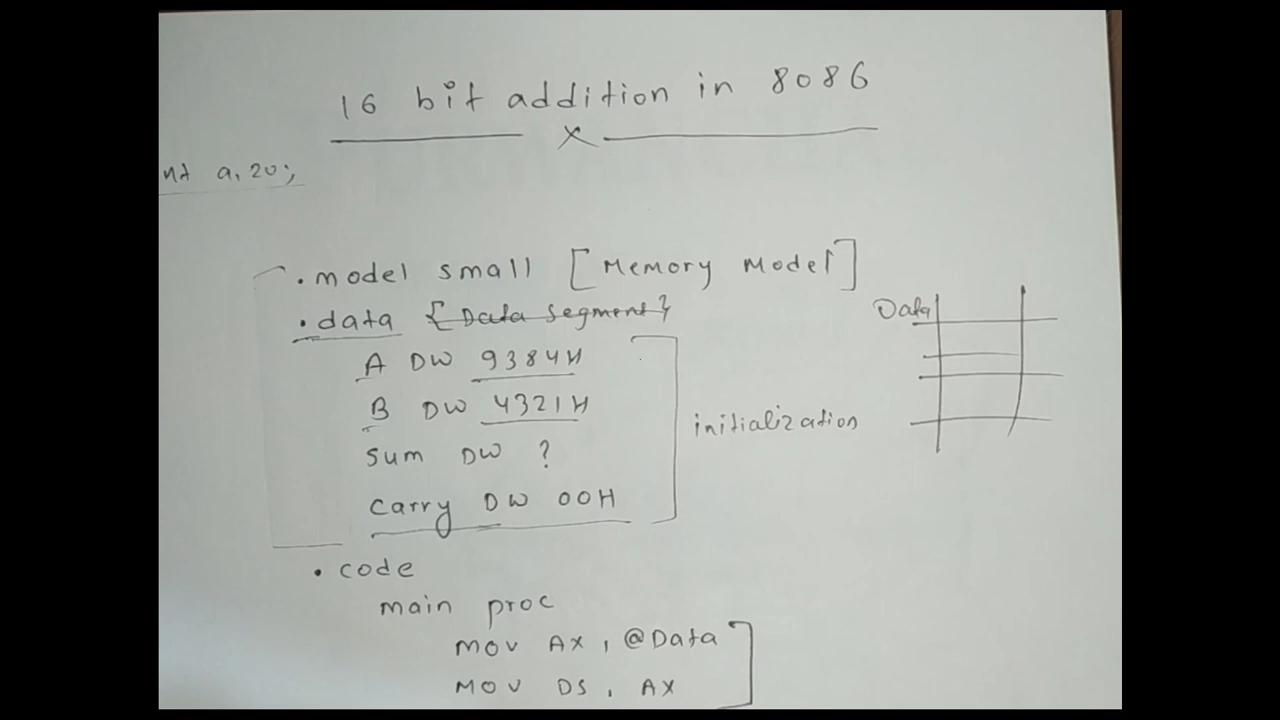 16 bit addition in 8086
x
nt a, 20;
.model small [Memory Model]
.data {Data Segment}
Data
A DW 9384H
B DW 4321H
initialization
Sum DW ?
Carry DW 00H
.code
main proc
MOV AX, @Data
MOV DS, AX